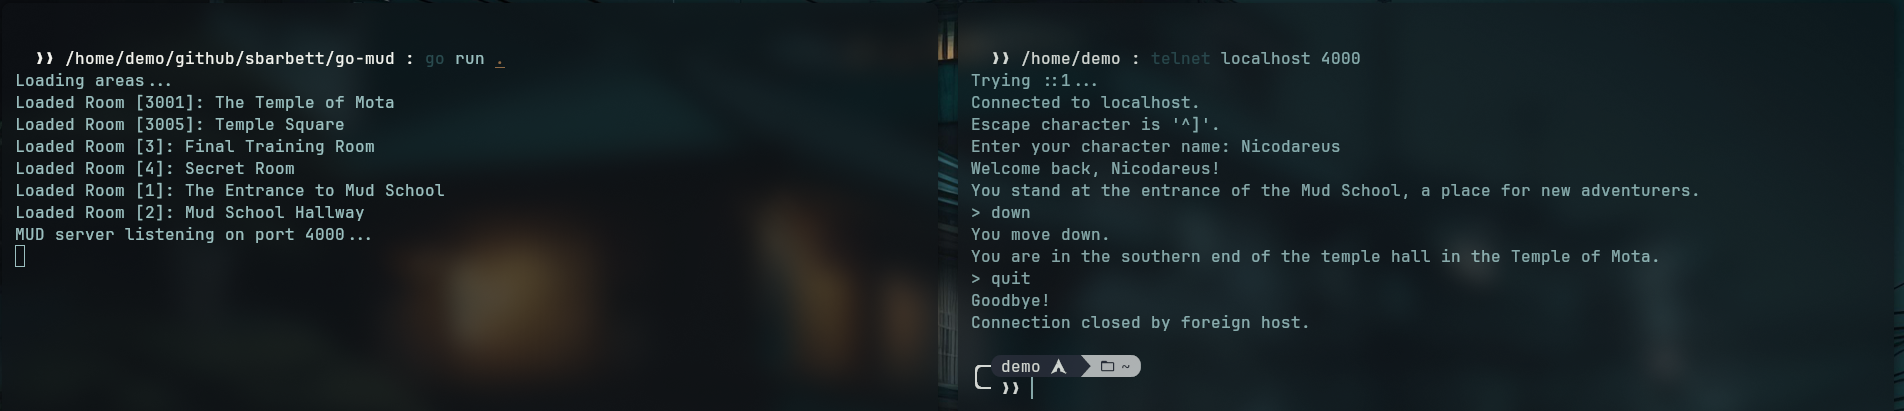 ❫❫ /home/demo/github/sbarbett/go-mud : go run .
Loading areas...
Loaded Room [3001]: The Temple of Mota
Loaded Room [3005]: Temple Square
Loaded Room [3]: Final Training Room
Loaded Room [4]: Secret Room
Loaded Room [1]: The Entrance to Mud School
Loaded Room [2]: Mud School Hallway
MUD server listening on port 4000...
❫❫ /home/demo : telnet localhost 4000
Trying ::1...
Connected to localhost.
Escape character is '^]'.
Enter your character name: Nicodareus
Welcome back, Nicodareus!
You stand at the entrance of the Mud School, a place for new adventurers.
> down
You move down.
You are in the southern end of the temple hall in the Temple of Mota.
> quit
Goodbye!
Connection closed by foreign host.
demo ~
❫❫